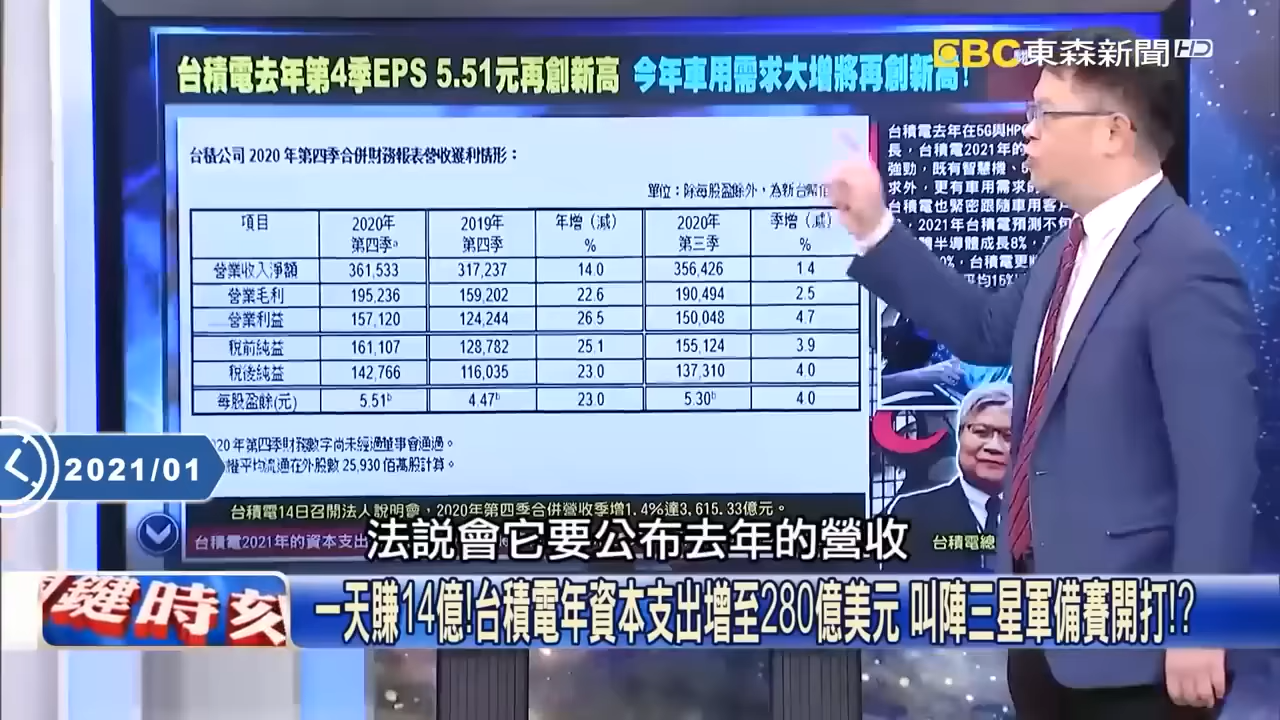 EBC東森新聞HD
台積電去年第4季EPS 5.51元再創新高 今年車用需求大增將再創新高!
台積公司 2020 年第四季合併財務報表營收獲利情形：
單位：除每股盈餘外，為新台幣佰
項目 2020年第四季a 2019年第四季 年增（減）% 2020年第三季 季增（減）%
營業收入淨額 361,533 317,237 14.0 356,426 1.4
營業毛利 195,236 159,202 22.6 190,494 2.5
營業利益 157,120 124,244 26.5 150,048 4.7
稅前純益 161,107 128,782 25.1 155,124 3.9
稅後純益 142,766 116,035 23.0 137,310 4.0
每股盈餘(元) 5.51b 4.47b 23.0 5.30b 4.0
20 年第四季財務數字尚未經過董事會通過。
權平均流通在外股數 25,930 佰萬股計算。
台積電去年在5G與HPC
長，台積電2021年的
強勁，既有智慧機、5
求外，更有車用需求的
台積電也緊密跟隨車用客戶
，2021年台積電預測不包
半導體成長8%，
0%，台積電更
平均15%
2021/01
台積電14日召開法人說明會，2020年第四季合併營收季增1.4%達3,615.33億元。
台積電2021年的資本支出
台積電總
法說會它要公布去年的營收
關鍵時刻
一天賺14億!台積電年資本支出增至280億美元 叫陣三星軍備賽開打!?